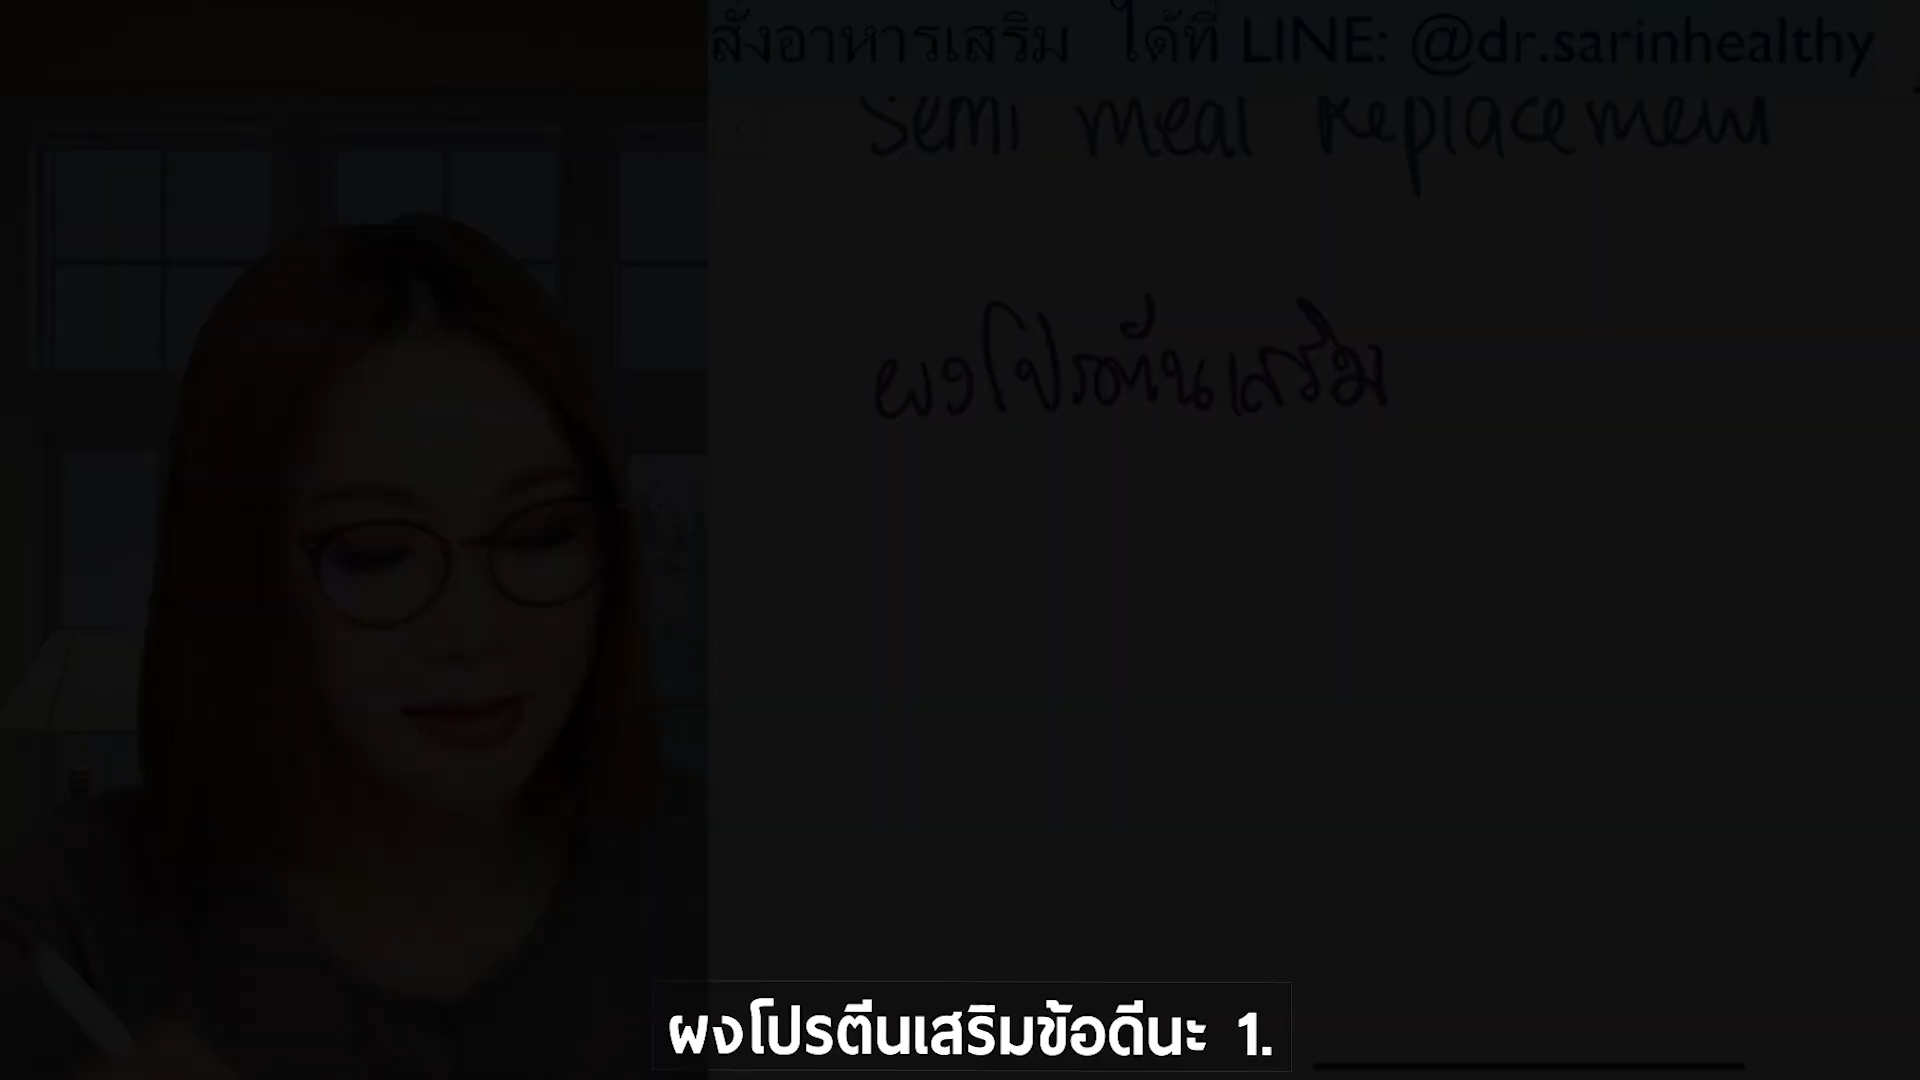 สั่งอาหารเสริม ได้ที่ LINE: @dr.sarinhealthy
Semi Meal Replacement
ผงโปรตีนเสริม
ผงโปรตีนเสริมข้อดีนะ 1.